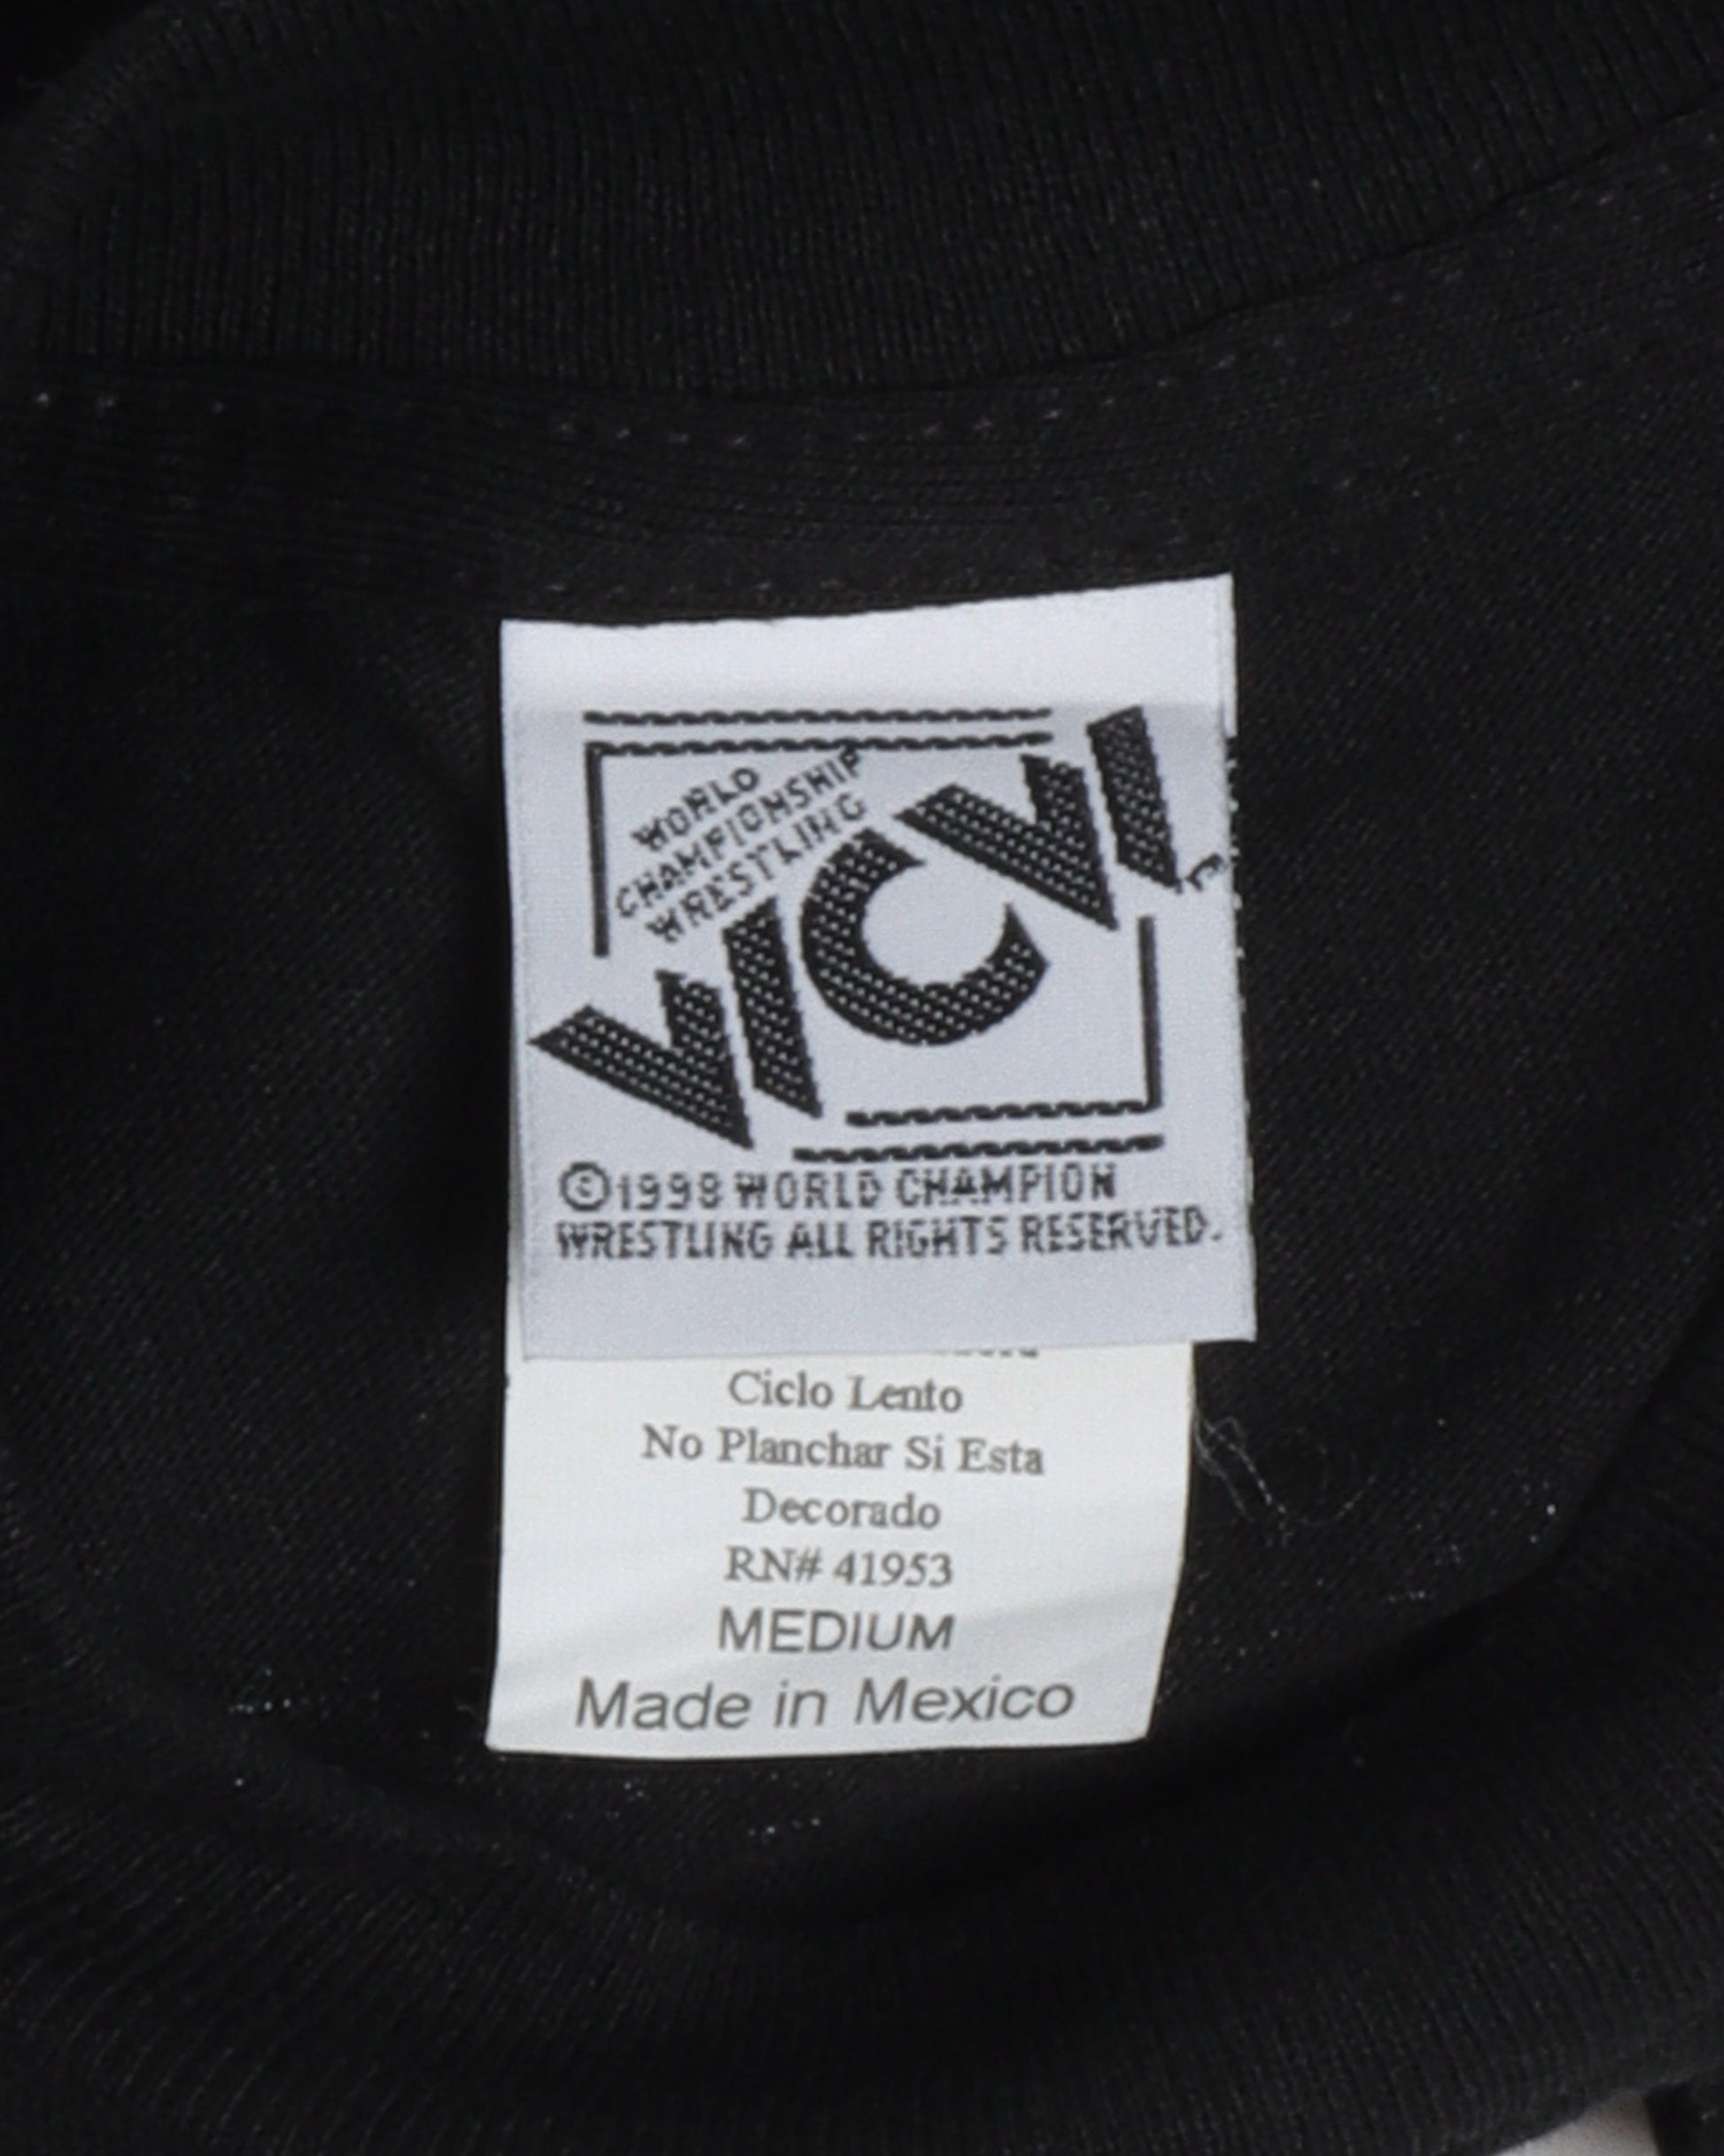 WORLD
CHAMPIONSHIP
WRESTLING
WCW
©1998 WORLD CHAMPION
WRESTLING ALL RIGHTS RESERVED.
Ciclo Lento
No Planchar Si Esta
Decorado
RN# 41953
MEDIUM
Made in Mexico